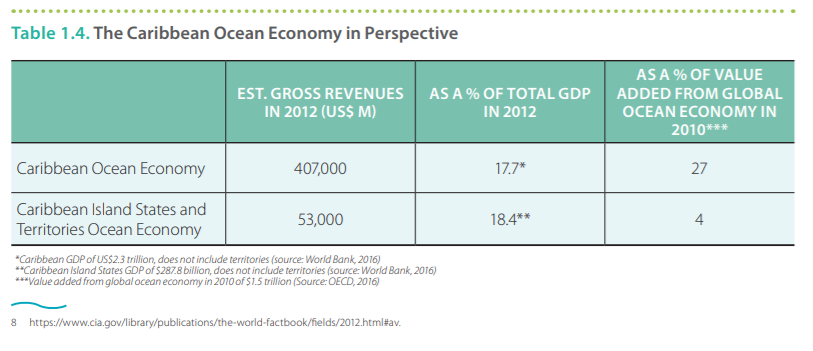 Table 1.4. The Caribbean Ocean Economy in Perspective
EST. GROSS REVENUES
IN 2012 (US$ M)
AS A % OF TOTAL GDP
IN 2012
AS A % OF VALUE
ADDED FROM GLOBAL
OCEAN ECONOMY IN
2010***
Caribbean Ocean Economy
407,000
17.7*
27
Caribbean Island States and
Territories Ocean Economy
53,000
18.4**
4
*Caribbean GDP of US$2.3 trillion, does not include territories (source: World Bank, 2016)
**Caribbean Island States GDP of $287.8 billion, does not include territories (source: World Bank, 2016)
***Value added from global ocean economy in 2010 of $1.5 trillion (Source: OECD, 2016)
8 https://www.cia.gov/library/publications/the-world-factbook/fields/2012.html#av.